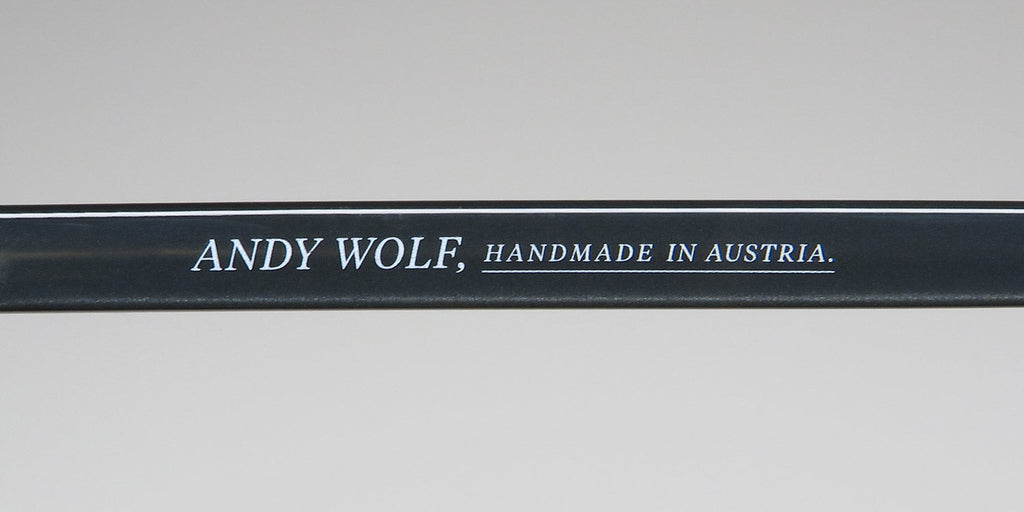 ANDY WOLF, HANDMADE IN AUSTRIA.